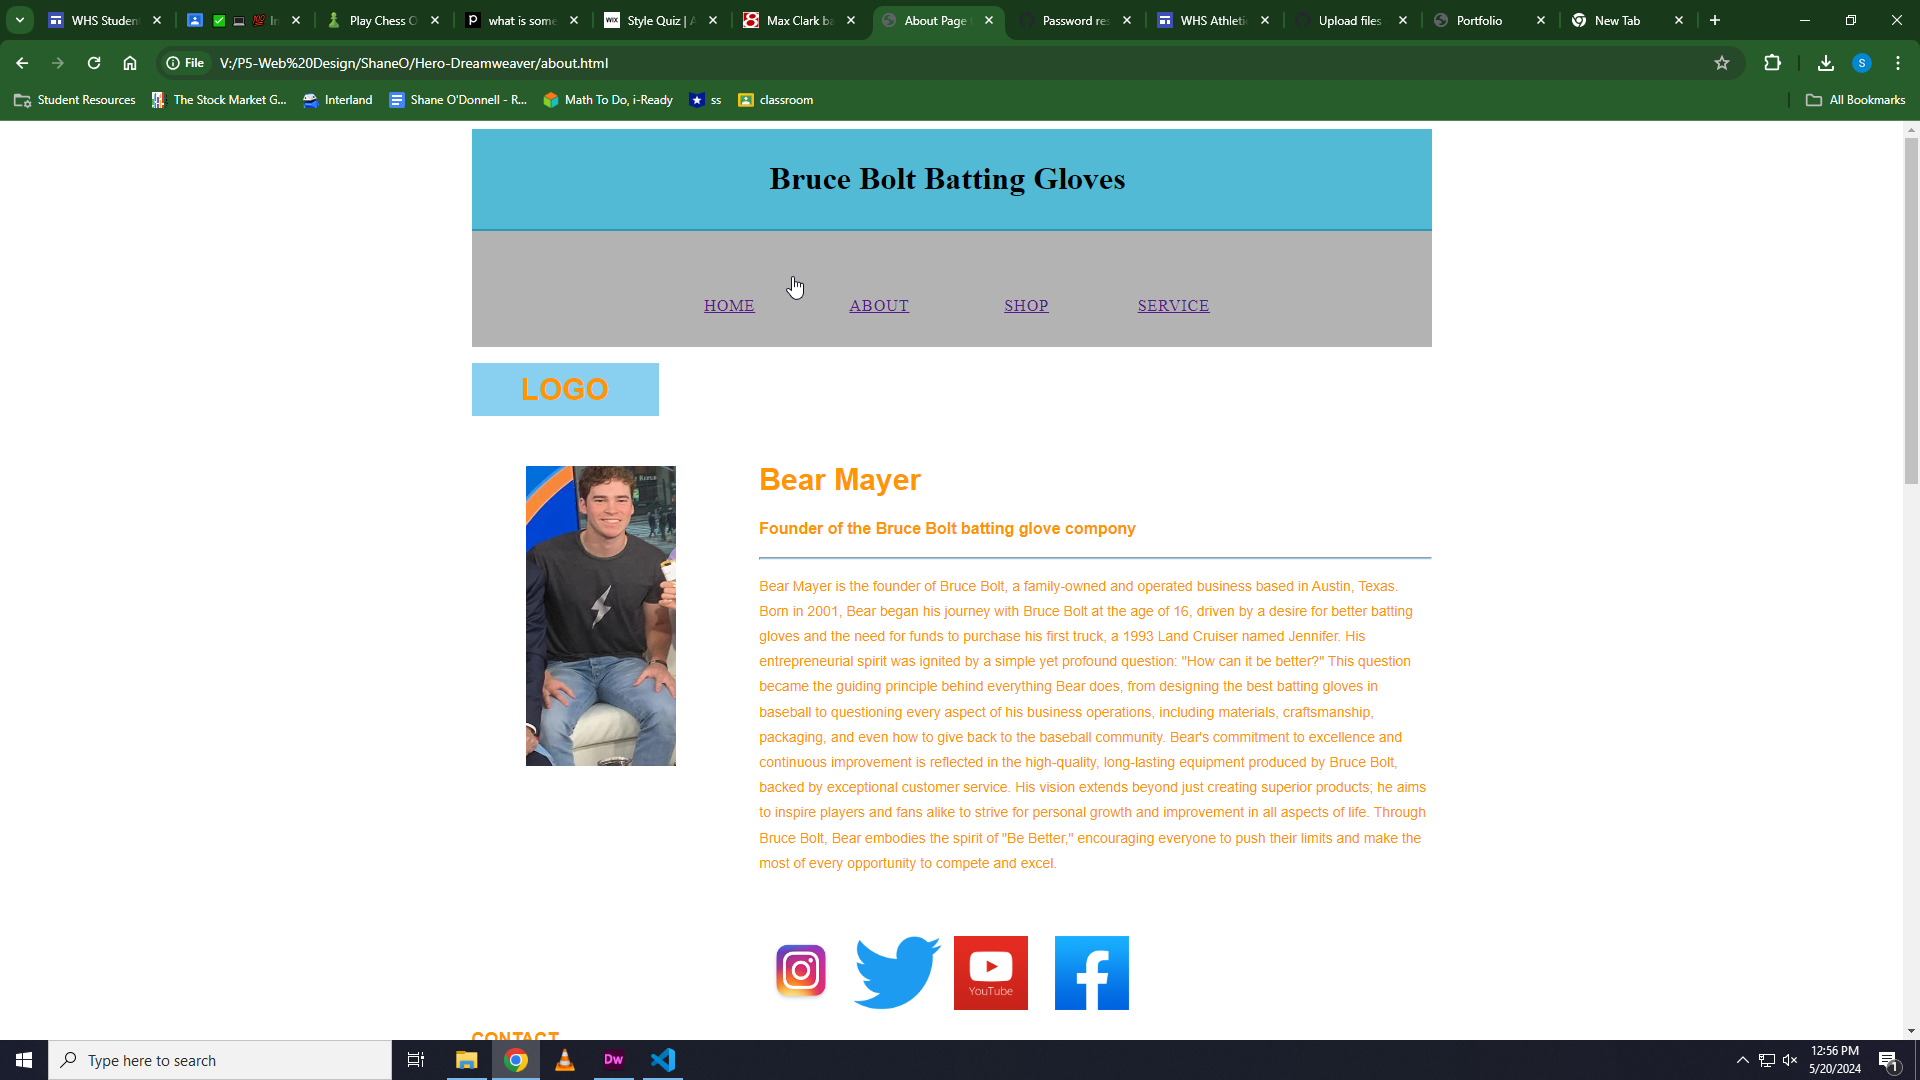 WHS Studen
In
Play Chess O
what is some
WIX
Style Quiz | A
Max Clark ba
About Page
Password res
WHS Athletic
Upload files
Portfolio
New Tab
File
V:/P5-Web%20Design/ShaneO/Hero-Dreamweaver/about.html
S
Student Resources
The Stock Market G...
Interland
Shane O'Donnell - R...
Math To Do, i-Ready
ss
classroom
All Bookmarks
Bruce Bolt Batting Gloves
HOME ABOUT SHOP SERVICE
LOGO
Bear Mayer
Founder of the Bruce Bolt batting glove compony
Bear Mayer is the founder of Bruce Bolt, a family-owned and operated business based in Austin, Texas.
Born in 2001, Bear began his journey with Bruce Bolt at the age of 16, driven by a desire for better batting
gloves and the need for funds to purchase his first truck, a 1993 Land Cruiser named Jennifer. His
entrepreneurial spirit was ignited by a simple yet profound question: "How can it be better?" This question
became the guiding principle behind everything Bear does, from designing the best batting gloves in
baseball to questioning every aspect of his business operations, including materials, craftsmanship,
packaging, and even how to give back to the baseball community. Bear's commitment to excellence and
continuous improvement is reflected in the high-quality, long-lasting equipment produced by Bruce Bolt,
backed by exceptional customer service. His vision extends beyond just creating superior products; he aims
to inspire players and fans alike to strive for personal growth and improvement in all aspects of life. Through
Bruce Bolt, Bear embodies the spirit of "Be Better," encouraging everyone to push their limits and make the
most of every opportunity to compete and excel.
YouTube
CONTACT
Type here to search
Dw
12:56 PM
5/20/2024
1